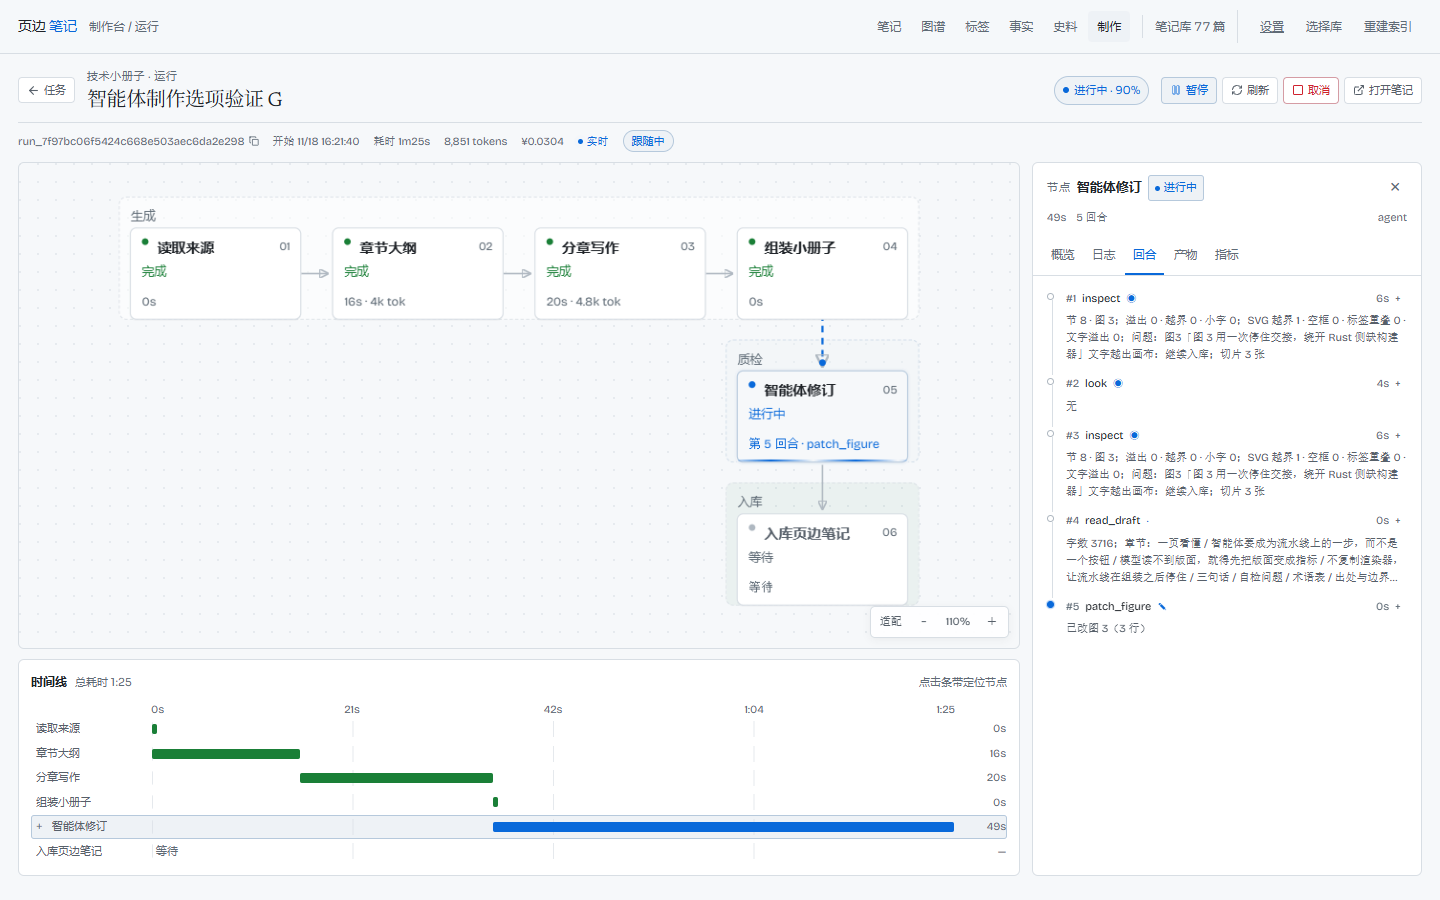 页边 笔记 制作台 / 运行 笔记 图谱 标签 事实 史料 制作 笔记库 77 篇 设置 选择库 重建索引
← 任务
技术小册子 · 运行
智能体制作选项验证 G
进行中 · 90% 暂停 刷新 取消 打开笔记
run_7f97bc06f5424c668e503aec6da2e298 开始 11/18 16:21:40 耗时 1m25s 8,851 tokens ¥0.0304 实时 跟随中
生成
读取来源 01
完成
0s
章节大纲 02
完成
16s · 4k tok
分章写作 03
完成
20s · 4.8k tok
组装小册子 04
完成
0s
质检
智能体修订 05
进行中
第 5 回合 · patch_figure
入库
入库页边笔记 06
等待
等待
适配 - 110% +
时间线 总耗时 1:25 点击条带定位节点
0s 21s 42s 1:04 1:25
读取来源 0s
章节大纲 16s
分章写作 20s
组装小册子 0s
+ 智能体修订 49s
入库页边笔记 等待 —
节点 智能体修订 进行中 ×
49s 5 回合 agent
概览 日志 回合 产物 指标
#1 inspect 6s +
节 8 · 图 3；溢出 0 · 越界 0 · 小字 0；SVG 越界 1 · 空框 0 · 标签重叠 0 ·
文字溢出 0；问题：图3「图 3 用一次停住交接，绕开 Rust 侧缺构建
器」文字越出画布；继续入库；切片 3 张
#2 look 4s +
无
#3 inspect 6s +
节 8 · 图 3；溢出 0 · 越界 0 · 小字 0；SVG 越界 1 · 空框 0 · 标签重叠 0 ·
文字溢出 0；问题：图3「图 3 用一次停住交接，绕开 Rust 侧缺构建
器」文字越出画布；继续入库；切片 3 张
#4 read_draft · 0s +
字数 3716；章节：一页看懂 / 智能体要成为流水线上的一步，而不是
一个按钮 / 模型读不到版面，就得先把版面变成指标 / 不复制渲染器，
让流水线在组装之后停住 / 三句话 / 自检问题 / 术语表 / 出处与边界...
#5 patch_figure 0s +
已改图 3（3 行）